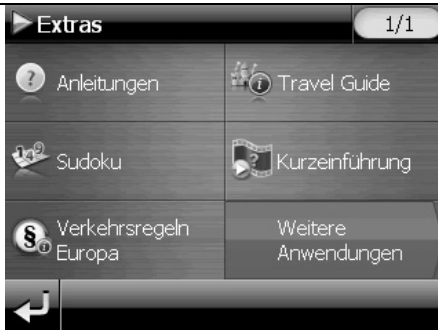 Extras
1/1
Anleitungen
Travel Guide
Sudoku
Kurzeinführung
Verkehrsregeln
Europa
Weitere
Anwendungen